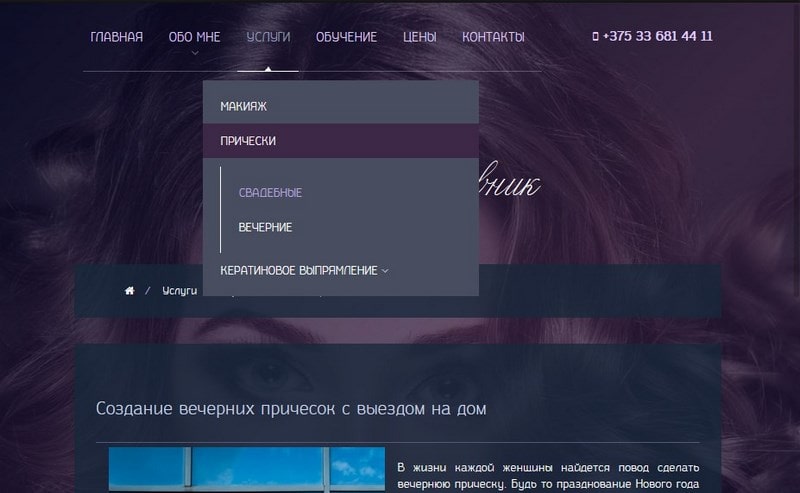 ГЛАВНАЯ ОБО МНЕ УСЛУГИ ОБУЧЕНИЕ ЦЕНЫ КОНТАКТЫ +375 33 681 44 11
МАКИЯЖ
ПРИЧЕСКИ
СВАДЕБНЫЕ
ВЕЧЕРНИЕ
КЕРАТИНОВОЕ ВЫПРЯМЛЕНИЕ
/ Услуги
Создание вечерних причесок с выездом на дом
В жизни каждой женщины найдется повод сделать
вечернюю прическу. Будь то празднование Нового года